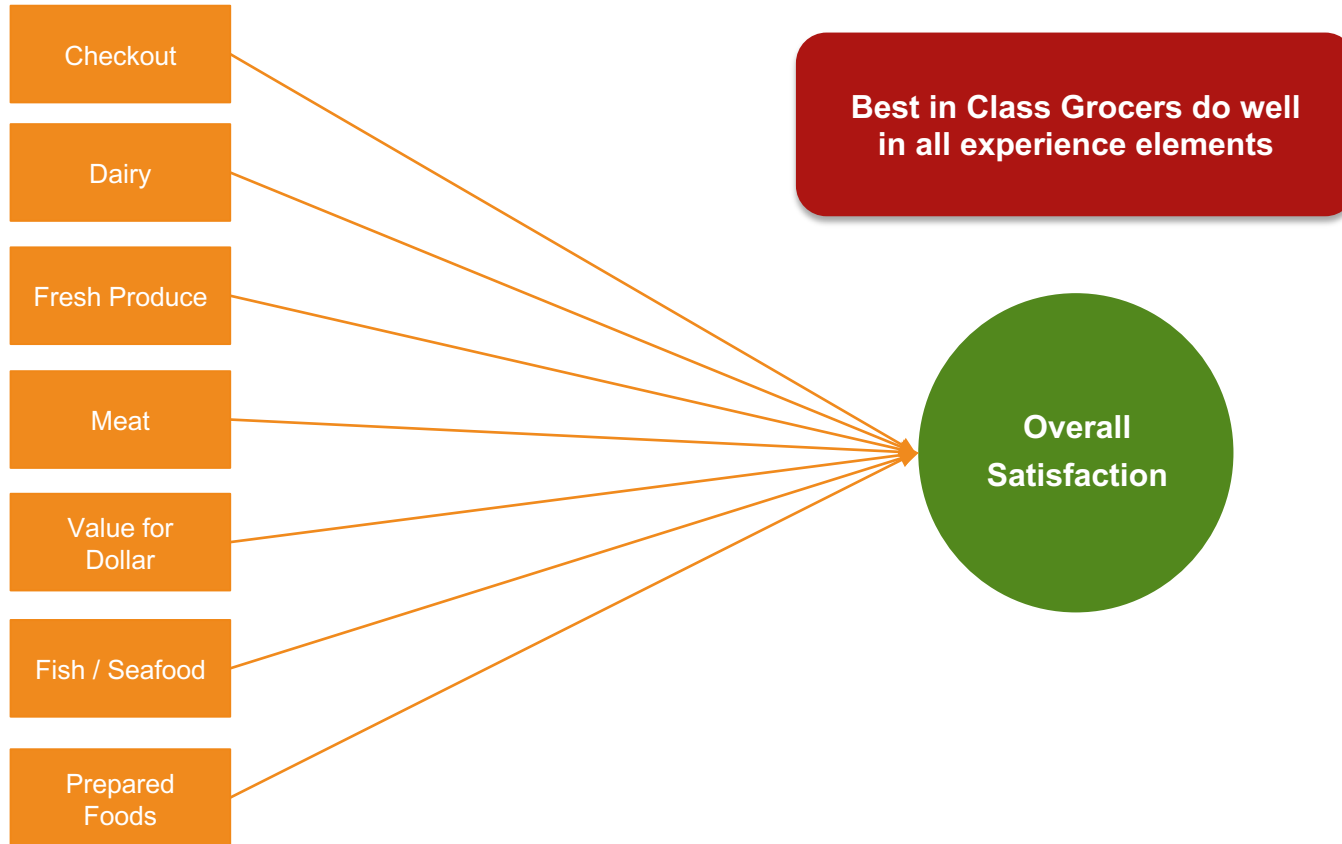 Checkout
Best in Class Grocers do well
in all experience elements
Dairy
Fresh Produce
Meat
Overall
Satisfaction
Value for
Dollar
Fish / Seafood
Prepared
Foods